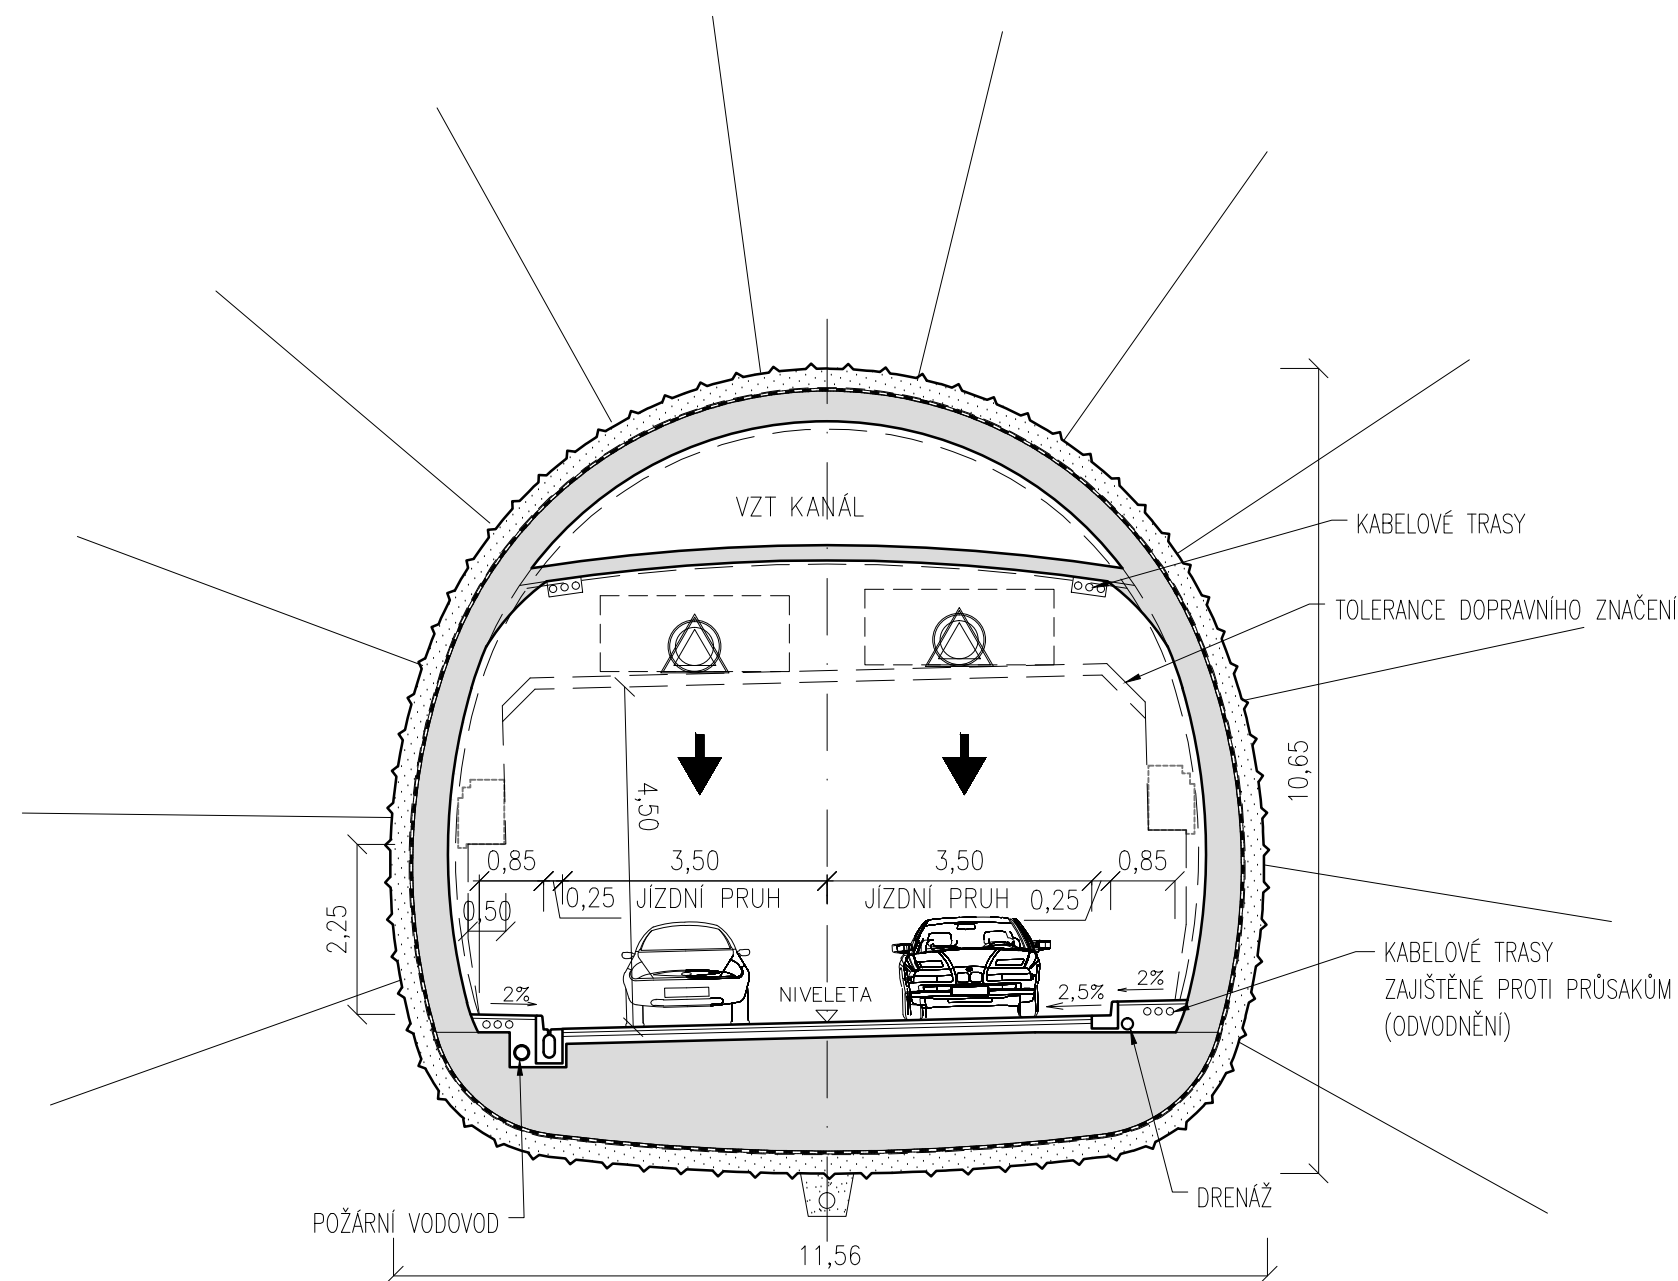 VZT KANÁL
KABELOVÉ TRASY
TOLERANCE DOPRAVNÍHO ZNAČENÍ
10,65
4,50
0,85
3,50
3,50
0,85
0,25
JÍZDNÍ PRUH
JÍZDNÍ PRUH
0,25
0,50
2,25
KABELOVÉ TRASY
ZAJIŠTĚNÉ PROTI PRŮSAKŮM
(ODVODNĚNÍ)
2%
NIVELETA
2,5%
2%
DRENÁŽ
POŽÁRNÍ VODOVOD
11,56